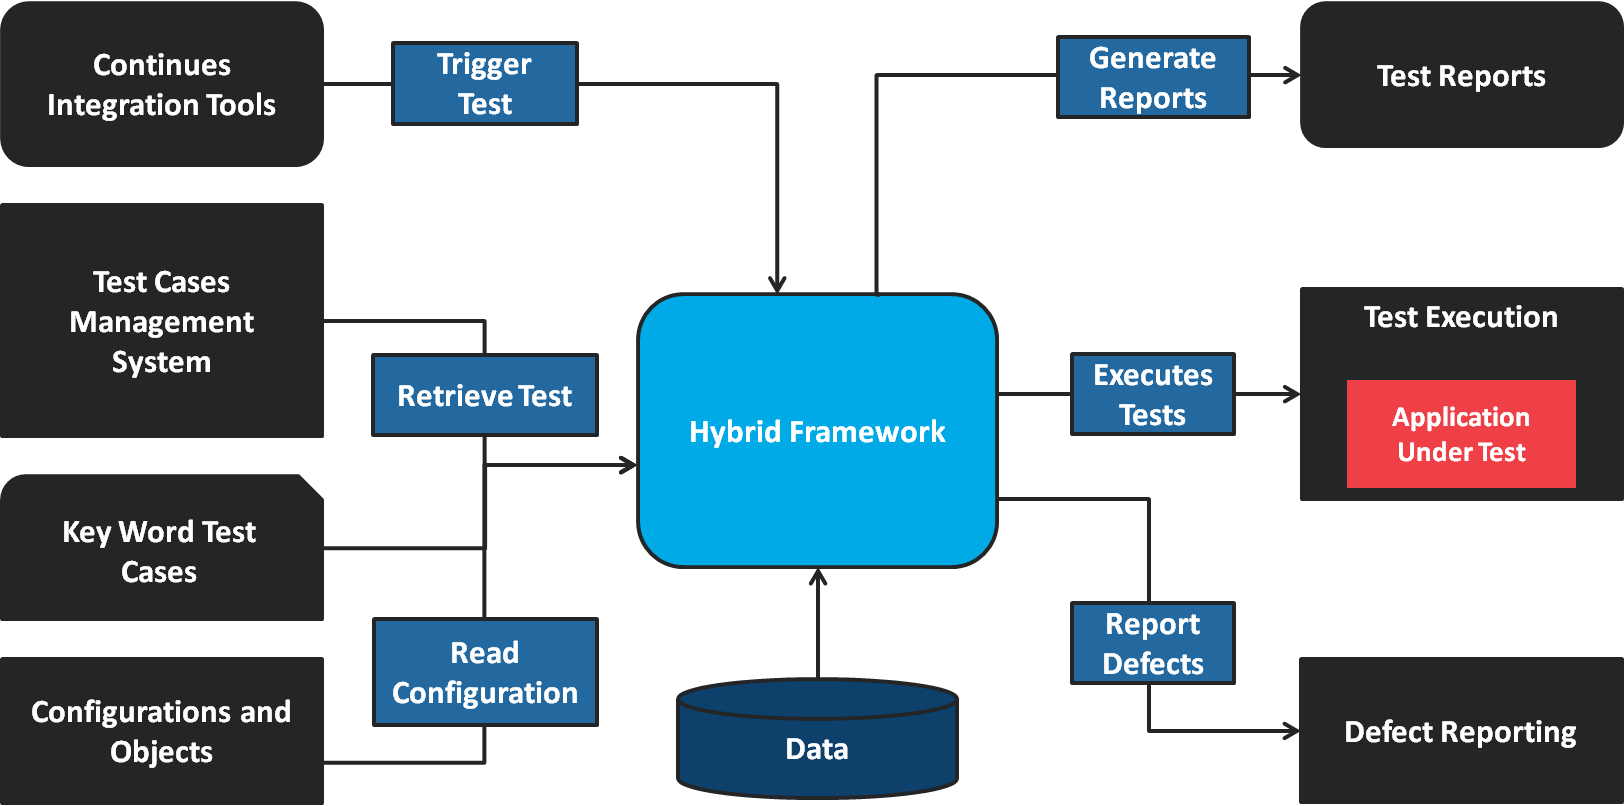 Continues
Integration Tools
Trigger
Test
Generate
Reports
Test Reports
Test Cases
Management
System
Retrieve Test
Hybrid Framework
Executes
Tests
Test Execution
Application
Under Test
Key Word Test
Cases
Read
Configuration
Configurations and
Objects
Data
Report
Defects
Defect Reporting